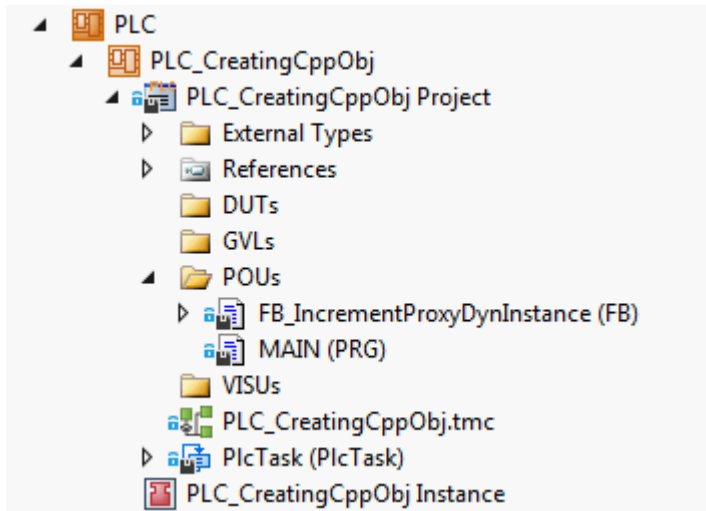 PLC
PLC_CreatingCppObj
PLC_CreatingCppObj Project
External Types
References
DUTs
GVLs
POUs
FB_IncrementProxyDynInstance (FB)
MAIN (PRG)
VISUs
PLC_CreatingCppObj.tmc
PlcTask (PlcTask)
PLC_CreatingCppObj Instance